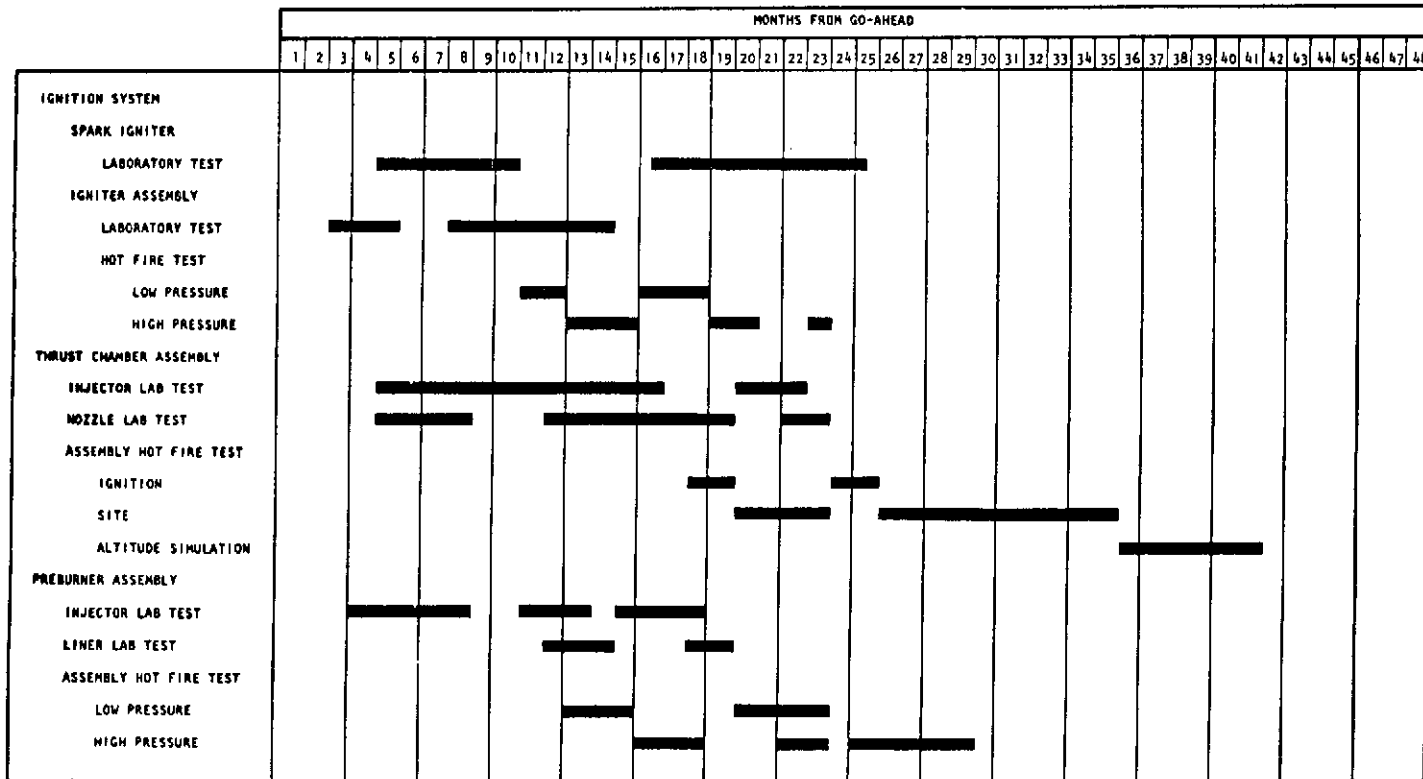 MONTHS FROM GO-AHEAD
1 2 3 4 5 6 7 8 9 10 11 12 13 14 15 16 17 18 19 20 21 22 23 24 25 26 27 28 29 30 31 32 33 34 35 36 37 38 39 40 41 42 43 44 45 46 47 48
IGNITION SYSTEM
SPARK IGNITER
LABORATORY TEST
IGNITER ASSEMBLY
LABORATORY TEST
HOT FIRE TEST
LOW PRESSURE
HIGH PRESSURE
THRUST CHAMBER ASSEMBLY
INJECTOR LAB TEST
NOZZLE LAB TEST
ASSEMBLY HOT FIRE TEST
IGNITION
SITE
ALTITUDE SIMULATION
PREBURNER ASSEMBLY
INJECTOR LAB TEST
LINER LAB TEST
ASSEMBLY HOT FIRE TEST
LOW PRESSURE
HIGH PRESSURE